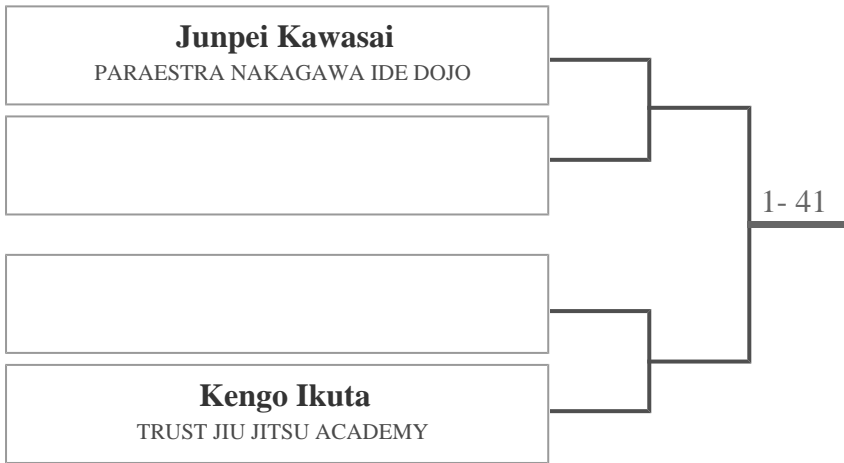 Junpei Kawasai
PARAESTRA NAKAGAWA IDE DOJO
1- 41
Kengo Ikuta
TRUST JIU JITSU ACADEMY